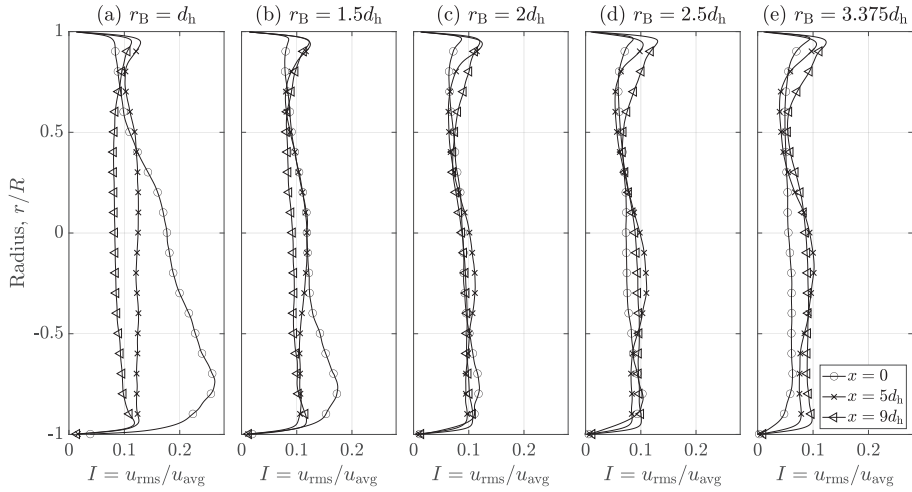 (a) r_B = d_h (b) r_B = 1.5d_h (c) r_B = 2d_h (d) r_B = 2.5d_h (e) r_B = 3.375d_h
1
0.5
0
-0.5
-1
Radius, r/R
x = 0
x = 5d_h
x = 9d_h
0 0.1 0.2 0 0.1 0.2 0 0.1 0.2 0 0.1 0.2 0 0.1 0.2
I = u_rms/u_avg I = u_rms/u_avg I = u_rms/u_avg I = u_rms/u_avg I = u_rms/u_avg